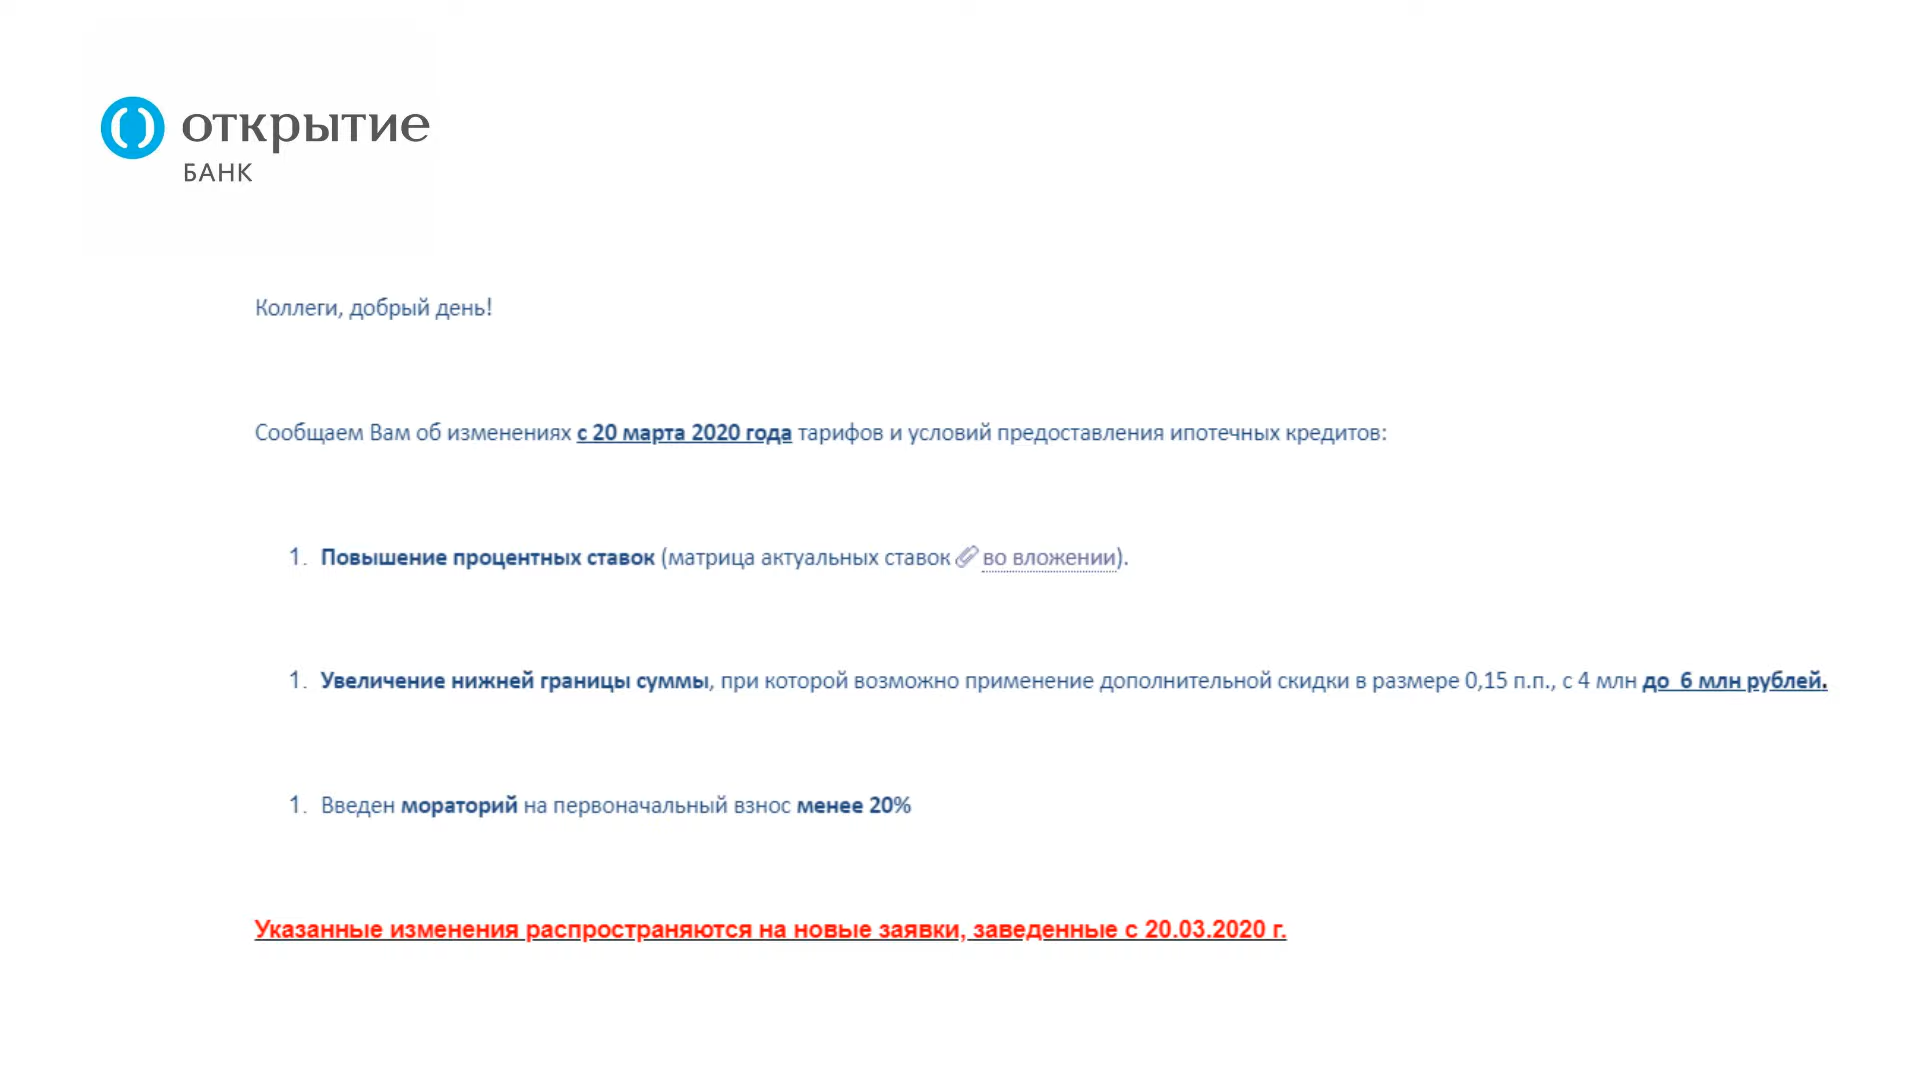 открытие
БАНК
Коллеги, добрый день!
Сообщаем Вам об изменениях с 20 марта 2020 года тарифов и условий предоставления ипотечных кредитов:
1. Повышение процентных ставок (матрица актуальных ставок во вложении).
1. Увеличение нижней границы суммы, при которой возможно применение дополнительной скидки в размере 0,15 п.п., с 4 млн до 6 млн рублей.
1. Введен мораторий на первоначальный взнос менее 20%
Указанные изменения распространяются на новые заявки, заведенные с 20.03.2020 г.